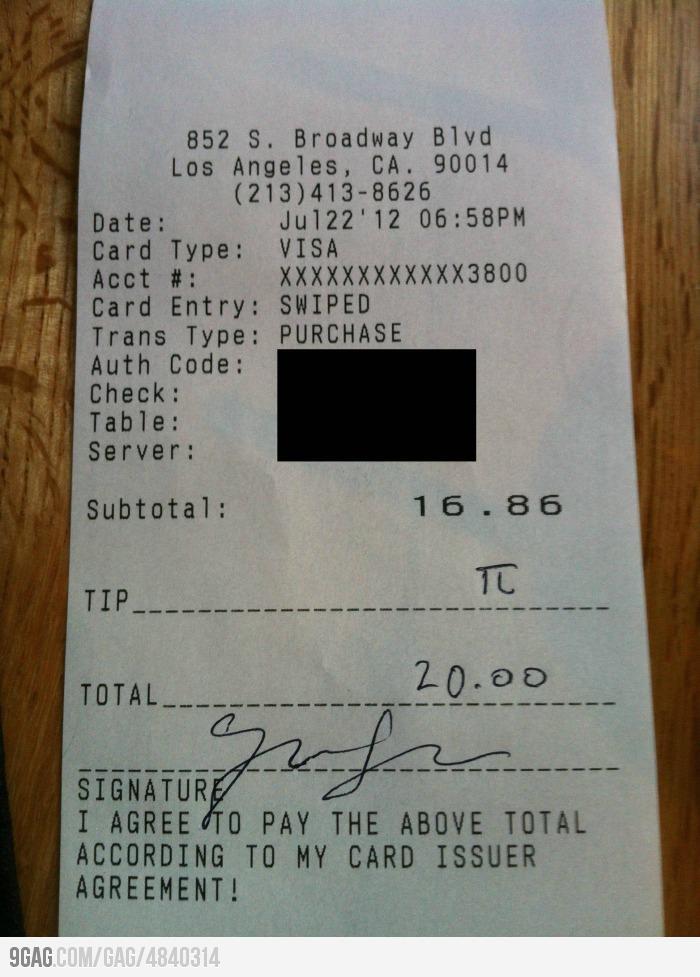 852 S. Broadway Blvd
Los Angeles, CA. 90014
(213)413-8626
Date: Jul22'12 06:58PM
Card Type: VISA
Acct #: XXXXXXXXXXXX3800
Card Entry: SWIPED
Trans Type: PURCHASE
Auth Code:
Check:
Table:
Server:
Subtotal: 16.86
TIP π
TOTAL 20.00
SIGNATURE
I AGREE TO PAY THE ABOVE TOTAL
ACCORDING TO MY CARD ISSUER
AGREEMENT!
9GAG.COM/GAG/4840314